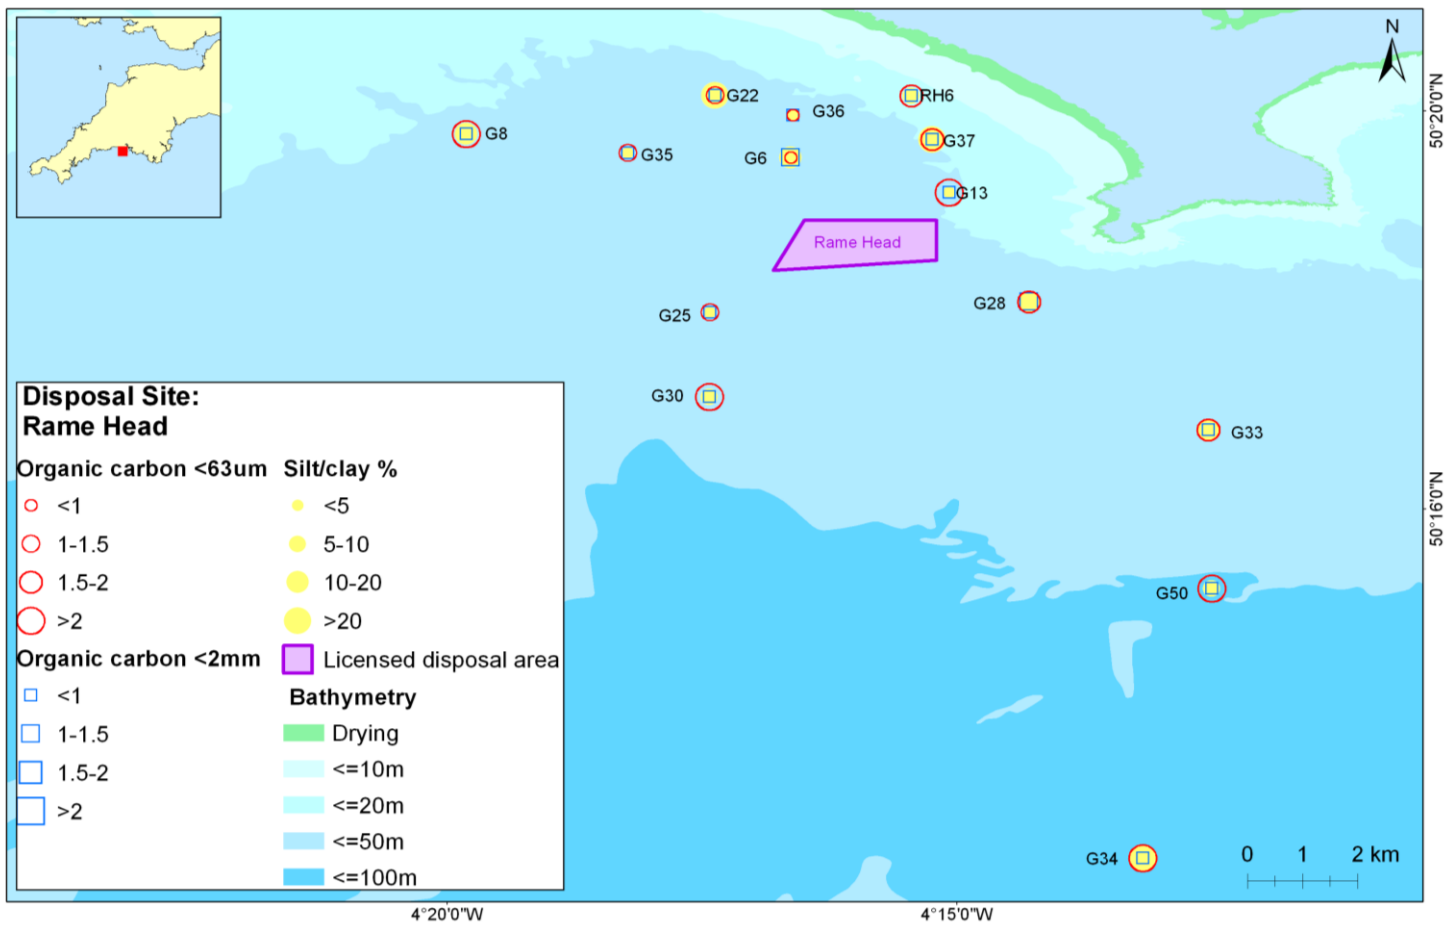 N
50°20'0"N
G22
G36
RH6
G8
G35
G6
G37
G13
Rame Head
G25
G28
G30
G33
Disposal Site:
Rame Head
Organic carbon <63um
<1
1-1.5
1.5-2
>2
Organic carbon <2mm
<1
1-1.5
1.5-2
>2
Silt/clay %
<5
5-10
10-20
>20
Licensed disposal area
Bathymetry
Drying
<=10m
<=20m
<=50m
<=100m
50°16'0"N
G50
G34
0 1 2 km
4°20'0"W
4°15'0"W